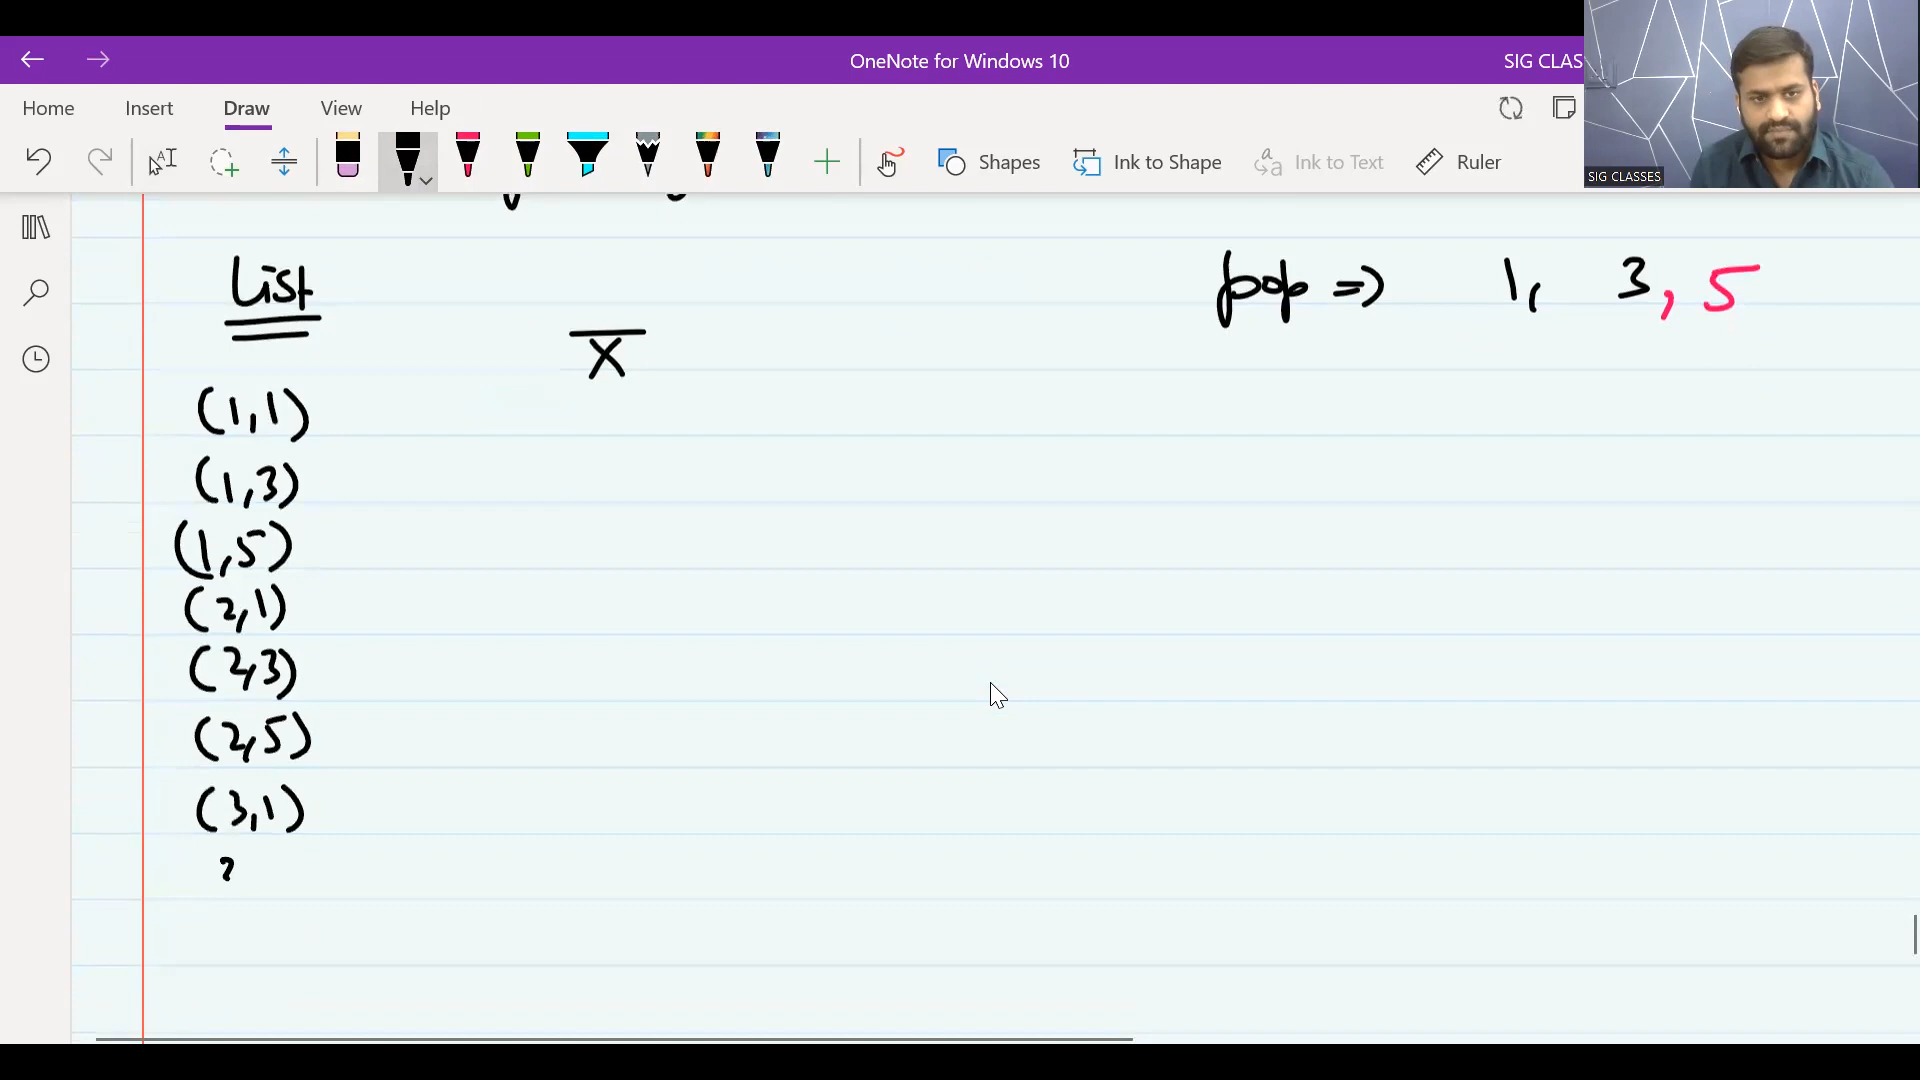 OneNote for Windows 10
SIG CLAS
Home Insert Draw View Help
Shapes Ink to Shape Ink to Text Ruler
SIG CLASSES
List
pop => 1, 3, 5
X̅
(1,1)
(1,3)
(1,5)
(2,1)
(2,3)
(2,5)
(3,1)